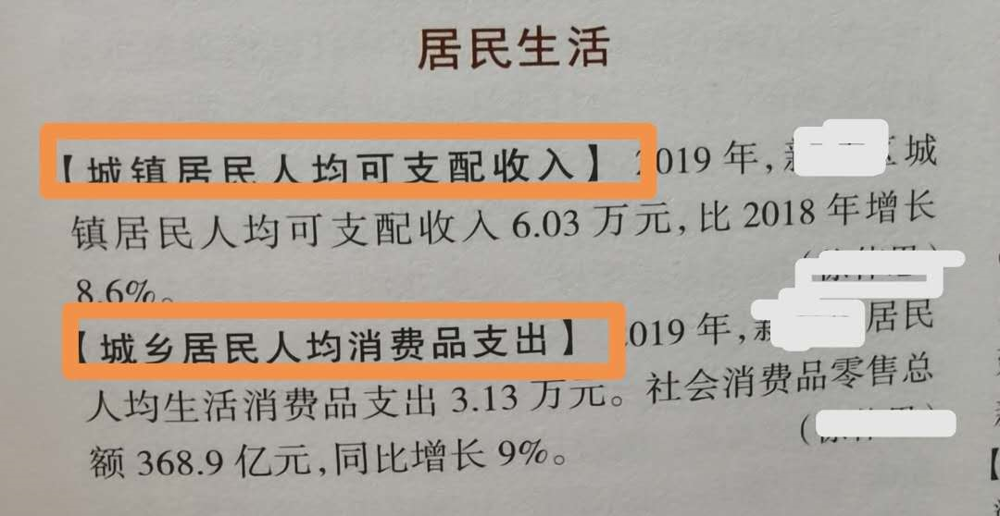 居民生活
【城镇居民人均可支配收入】 2019年,新 区城
镇居民人均可支配收入6.03万元,比2018年增长
8.6%。
【城乡居民人均消费品支出】 2019年,新 居民
人均生活消费品支出3.13万元。社会消费品零售总
额368.9亿元,同比增长9%。 (